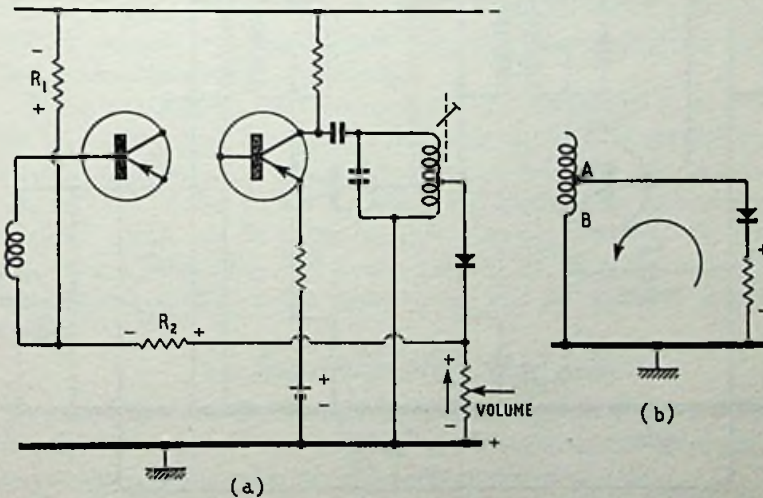 -
-
R₁
+
A
B
+
-
- R₂ +
+
-
+
-
VOLUME
+
(a)
(b)